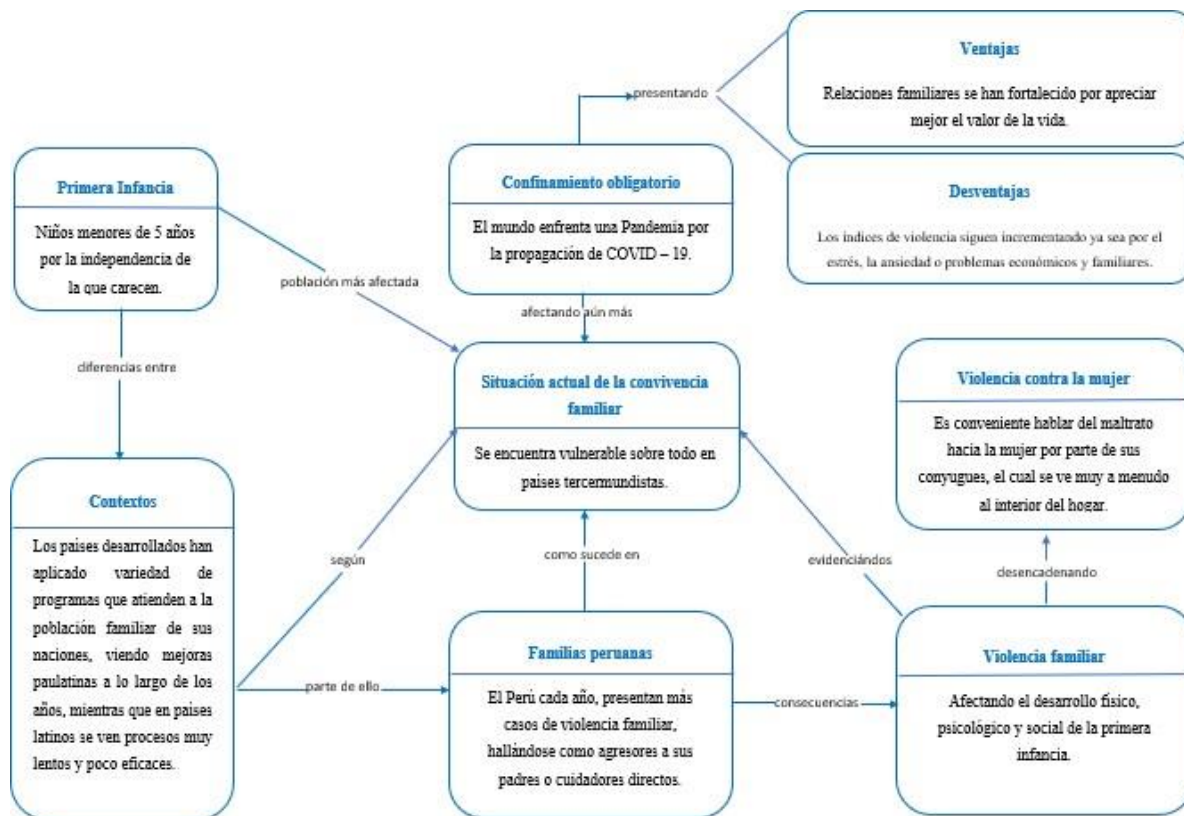 Ventajas
Relaciones familiares se han fortalecido por apreciar
mejor el valor de la vida.
presentando
Desventajas
Los índices de violencia siguen incrementando ya sea por el
estrés, la ansiedad o problemas económicos y familiares.
Primera Infancia
Niños menores de 5 años
por la independencia de
la que carecen.
Confinamiento obligatorio
El mundo enfrenta una Pandemia por
la propagación de COVID – 19.
población más afectada
afectando aún más
diferencias entre
Situación actual de la convivencia
familiar
Se encuentra vulnerable sobre todo en
países tercermundistas.
Violencia contra la mujer
Es conveniente hablar del maltrato
hacia la mujer por parte de sus
conyugues, el cual se ve muy a menudo
al interior del hogar.
Contextos
Los países desarrollados han
aplicado variedad de
programas que atienden a la
población familiar de sus
naciones, viendo mejoras
paulatinas a lo largo de los
años, mientras que en países
latinos se ven procesos muy
lentos y poco eficaces.
según
como sucede en
evidenciándos
desencadenando
parte de ello
Familias peruanas
El Perú cada año, presentan más
casos de violencia familiar,
hallándose como agresores a sus
padres o cuidadores directos.
consecuencias
Violencia familiar
Afectando el desarrollo físico,
psicológico y social de la primera
infancia.